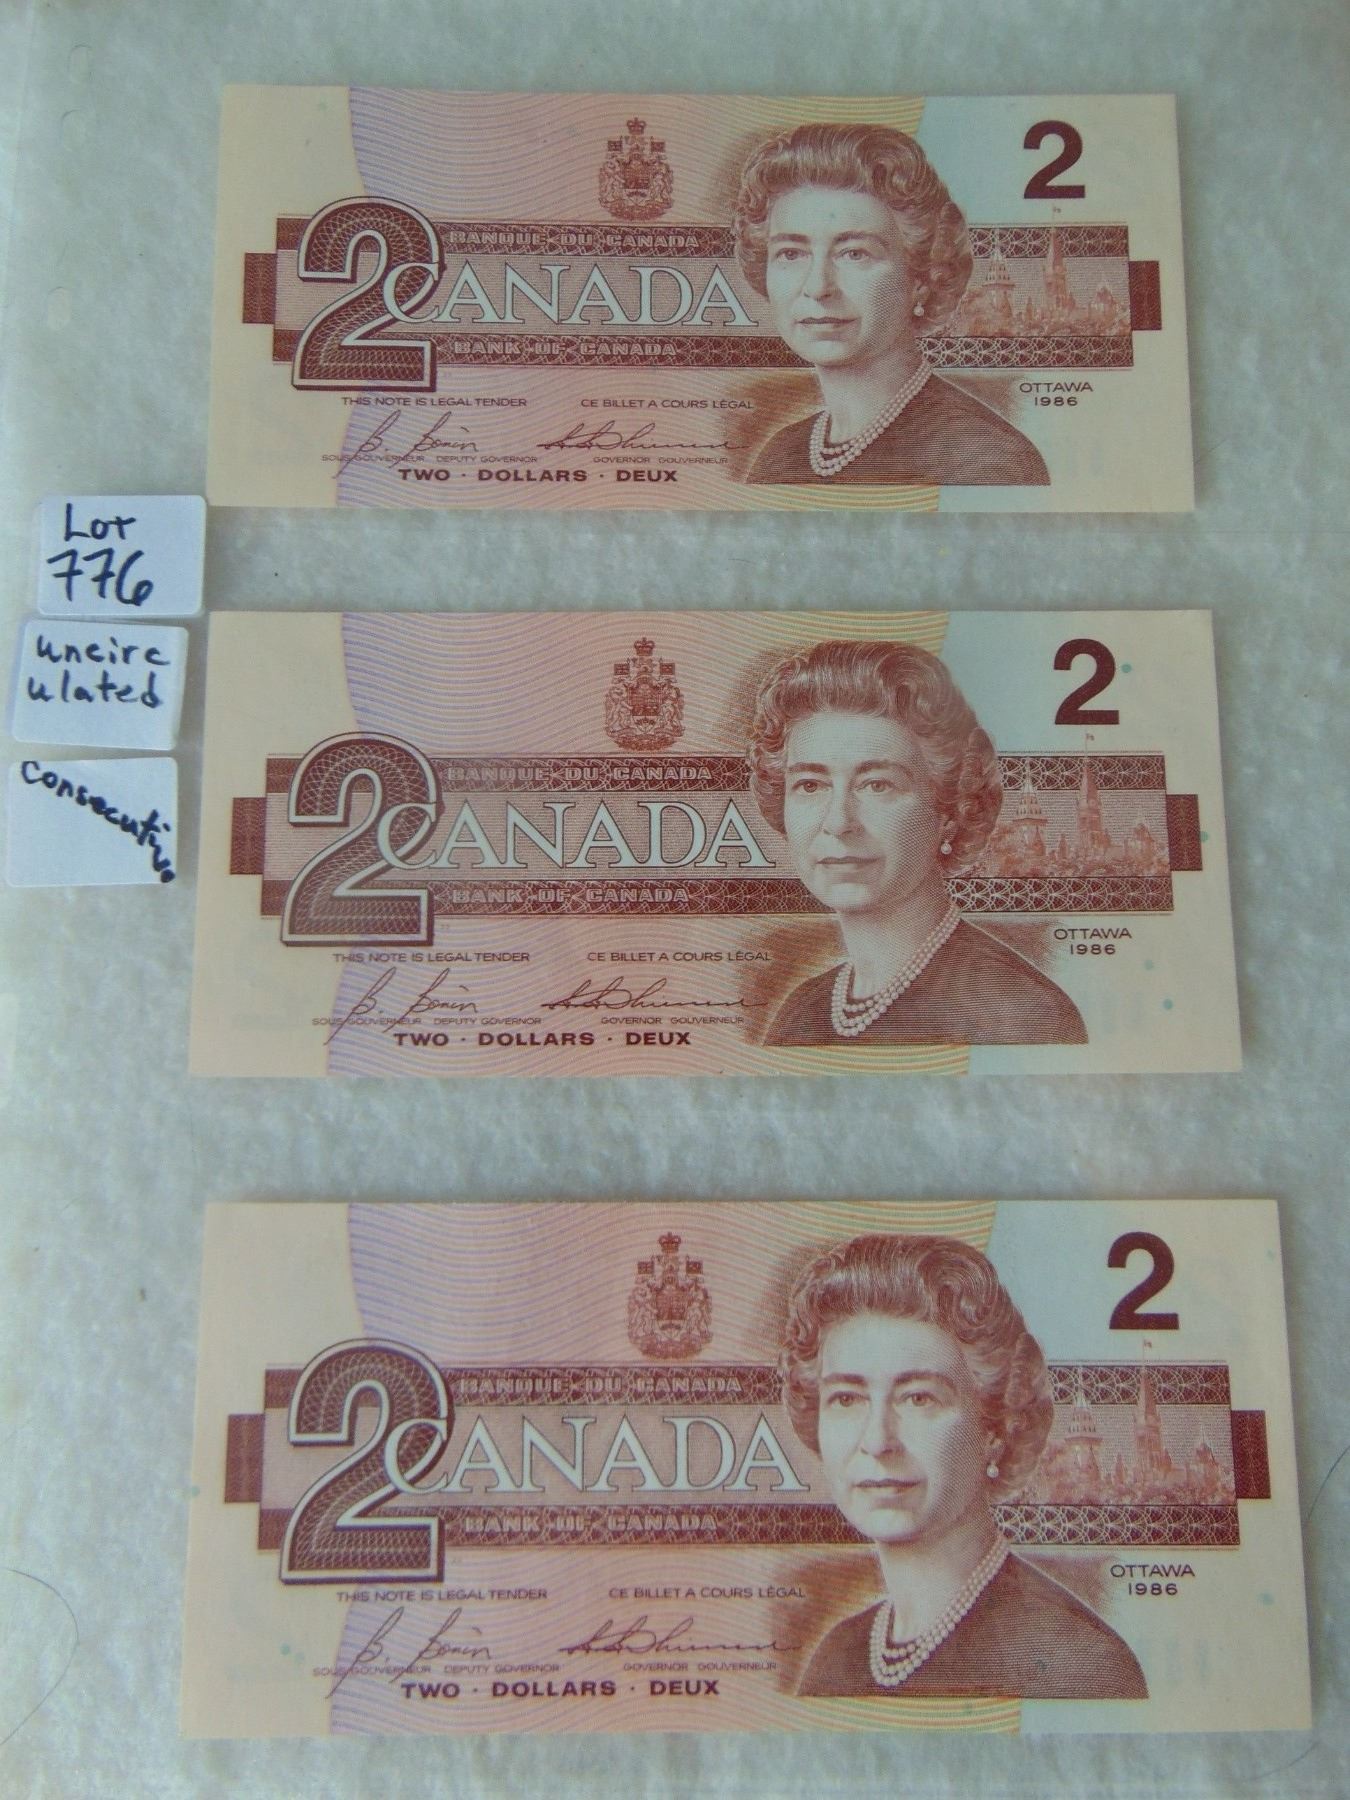 2
BANQUE DU CANADA
2 CANADA
BANK OF CANADA
OTTAWA
1986
THIS NOTE IS LEGAL TENDER CE BILLET A COURS LÉGAL
B. Bonin
SOUS-GOUVERNEUR DEPUTY GOVERNOR GOVERNOR GOUVERNEUR
TWO · DOLLARS · DEUX
Lot
776
uncirc
ulated
consecutive
2
BANQUE DU CANADA
2 CANADA
BANK OF CANADA
OTTAWA
1986
THIS NOTE IS LEGAL TENDER CE BILLET A COURS LÉGAL
B. Bonin
SOUS-GOUVERNEUR DEPUTY GOVERNOR GOVERNOR GOUVERNEUR
TWO · DOLLARS · DEUX
2
BANQUE DU CANADA
2 CANADA
BANK OF CANADA
OTTAWA
1986
THIS NOTE IS LEGAL TENDER CE BILLET A COURS LÉGAL
B. Bonin
SOUS-GOUVERNEUR DEPUTY GOVERNOR GOVERNOR GOUVERNEUR
TWO · DOLLARS · DEUX